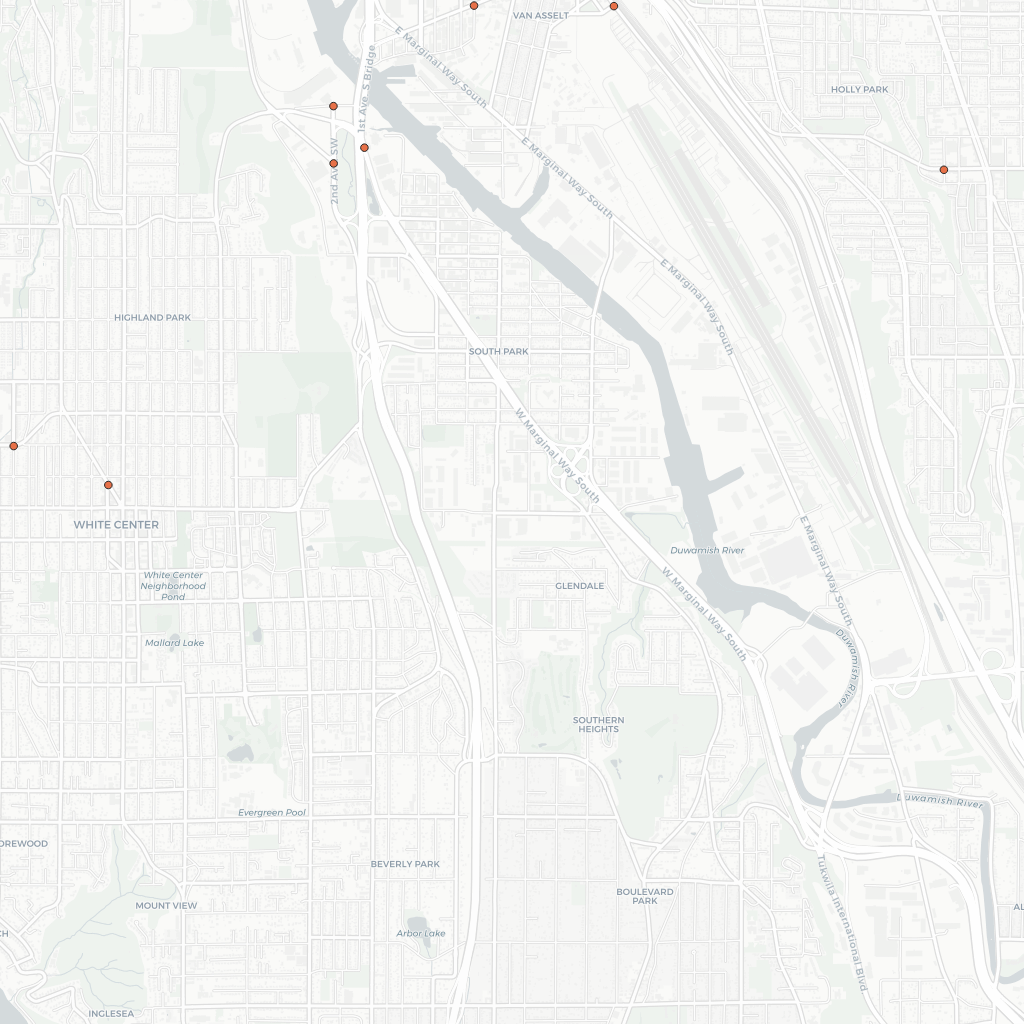 VAN ASSELT
E Marginal Way South
1st Ave. S Bridge
HOLLY PARK
E Marginal Way South
2nd Ave SW
E Marginal Way South
HIGHLAND PARK
SOUTH PARK
W Marginal Way South
WHITE CENTER
E Marginal Way South
Duwamish River
White Center
Neighborhood
Pond
GLENDALE
W Marginal Way South
Mallard Lake
Duwamish River
SOUTHERN
HEIGHTS
Duwamish River
Evergreen Pool
OREWOOD
BEVERLY PARK
Tukwila International Blvd
BOULEVARD
PARK
MOUNT VIEW
AL
CH
Arbor Lake
INGLESEA